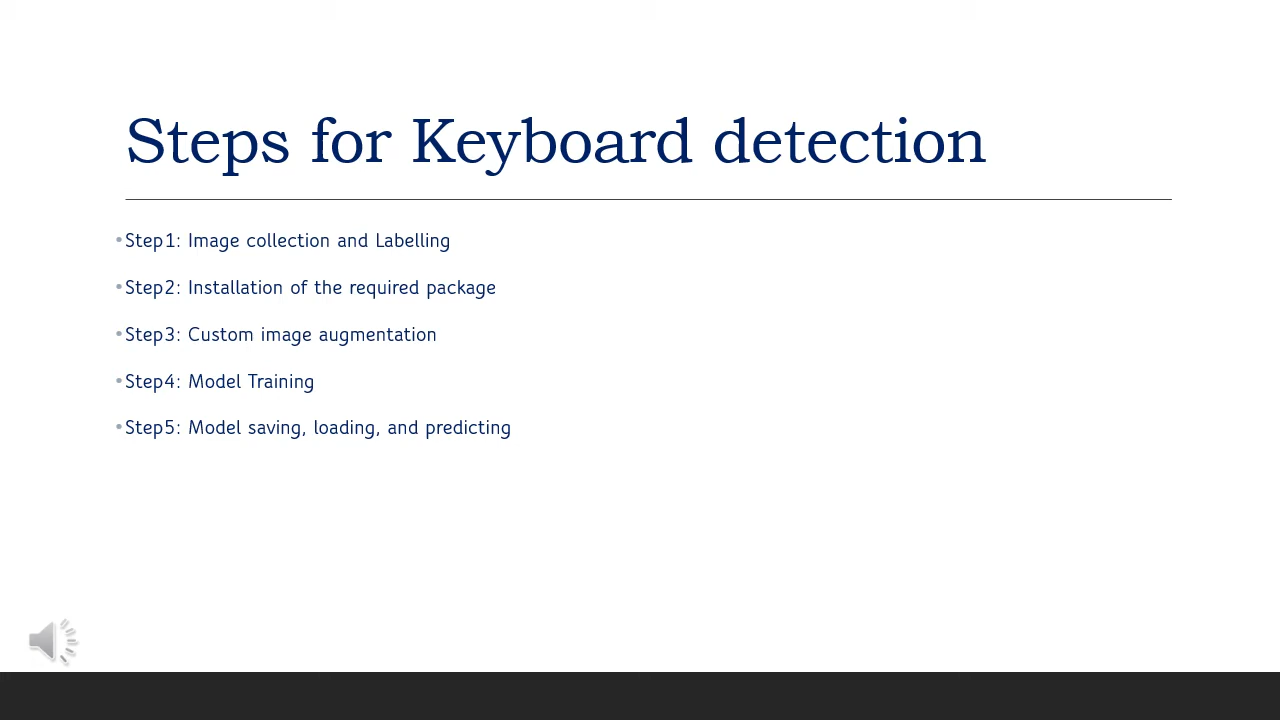 Steps for Keyboard detection
•Step1: Image collection and Labelling
•Step2: Installation of the required package
•Step3: Custom image augmentation
•Step4: Model Training
•Step5: Model saving, loading, and predicting